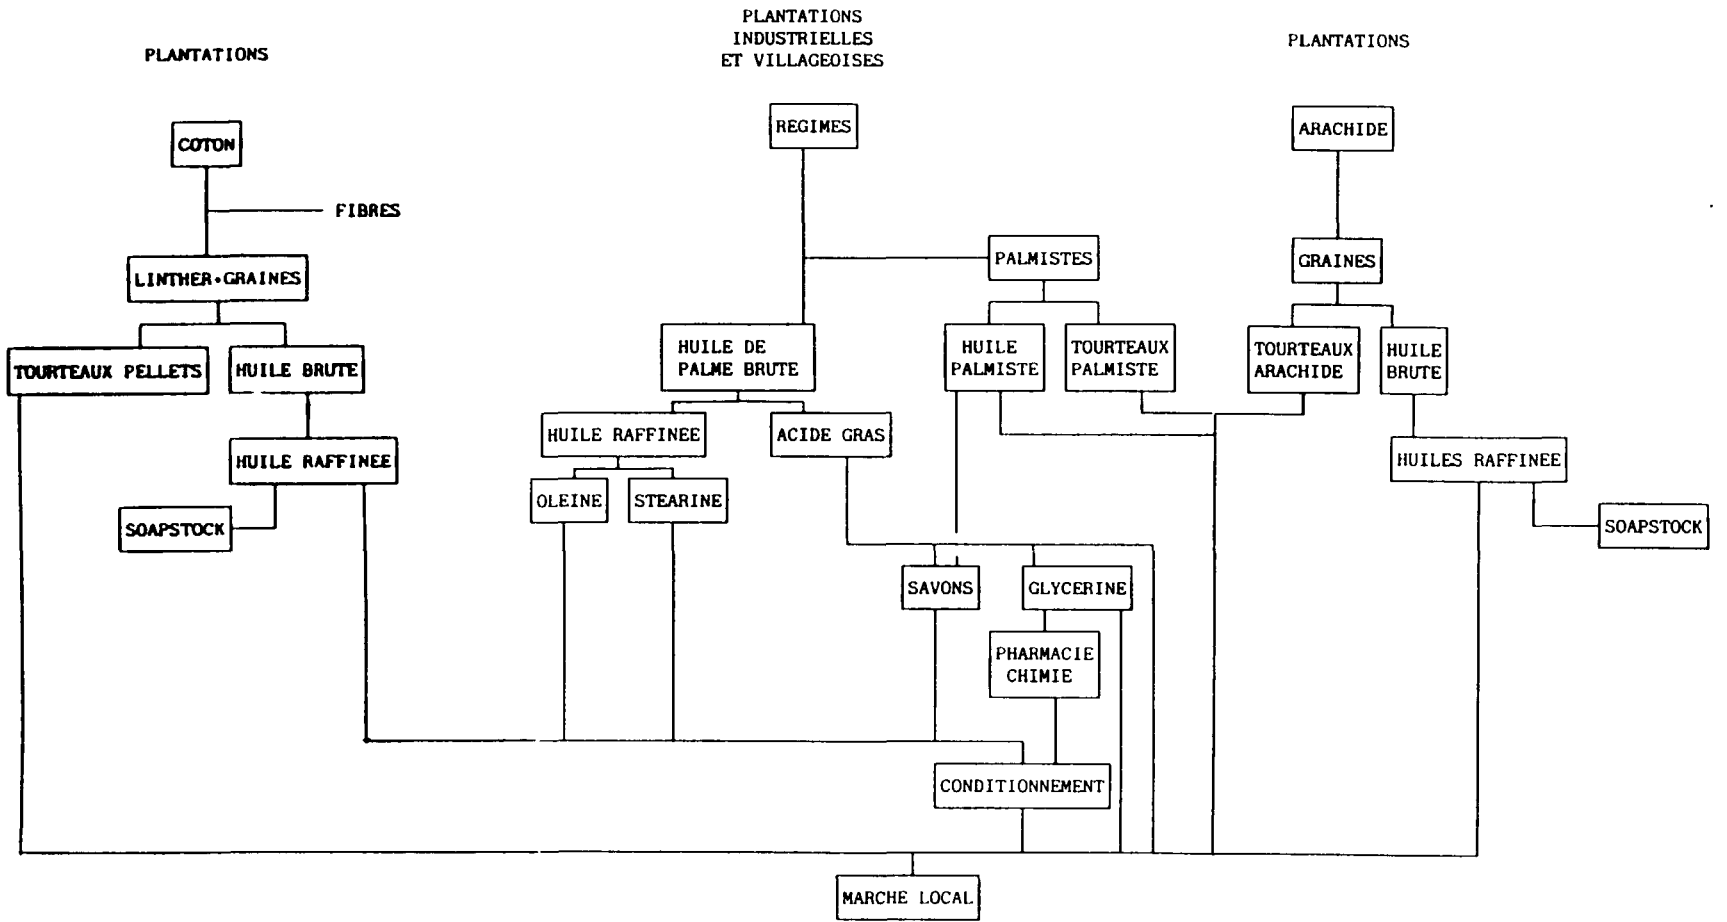 PLANTATIONS
INDUSTRIELLES
ET VILLAGEOISES
PLANTATIONS
PLANTATIONS
REGIMES
ARACHIDE
COTON
FIBRES
PALMISTES
GRAINES
LINTHER+GRAINES
HUILE DE
PALME BRUTE
HUILE
PALMISTE
TOURTEAUX
PALMISTE
TOURTEAUX
ARACHIDE
HUILE
BRUTE
TOURTEAUX PELLETS
HUILE BRUTE
HUILE RAFFINEE
ACIDE GRAS
HUILE RAFFINEE
HUILES RAFFINEE
OLEINE
STEARINE
SOAPSTOCK
SOAPSTOCK
SAVONS
GLYCERINE
PHARMACIE
CHIMIE
CONDITIONNEMENT
MARCHE LOCAL